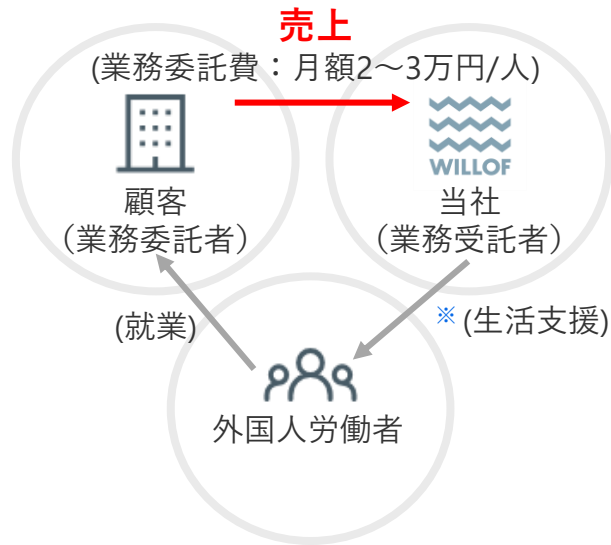 売上
(業務委託費：月額2～3万円/人)
WILLOF
顧客
（業務委託者）
当社
（業務受託者）
(就業)
※(生活支援)
外国人労働者